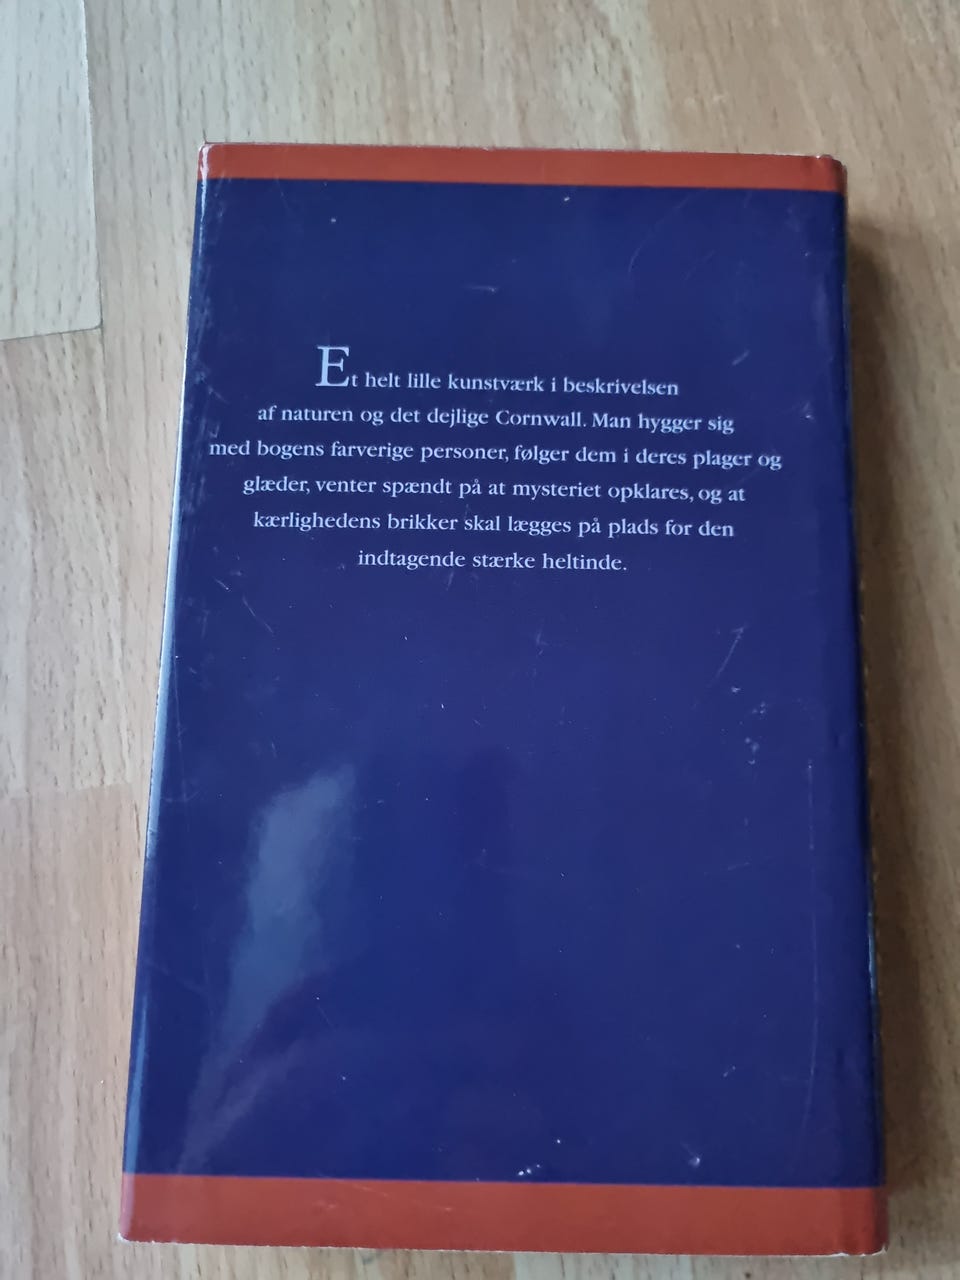 Et helt lille kunstværk i beskrivelsen
af naturen og det dejlige Cornwall. Man hygger sig
med bogens farverige personer, følger dem i deres plager og
glæder, venter spændt på at mysteriet opklares, og at
kærlighedens brikker skal lægges på plads for den
indtagende stærke heltinde.